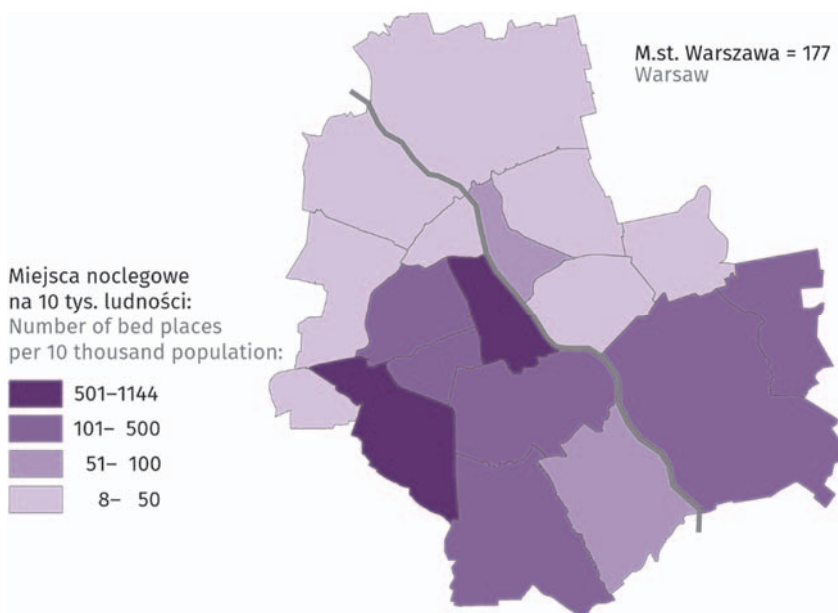 M.st. Warszawa = 177
Warsaw
Miejsca noclegowe
na 10 tys. ludności:
Number of bed places
per 10 thousand population:
501–1144
101– 500
51– 100
8– 50